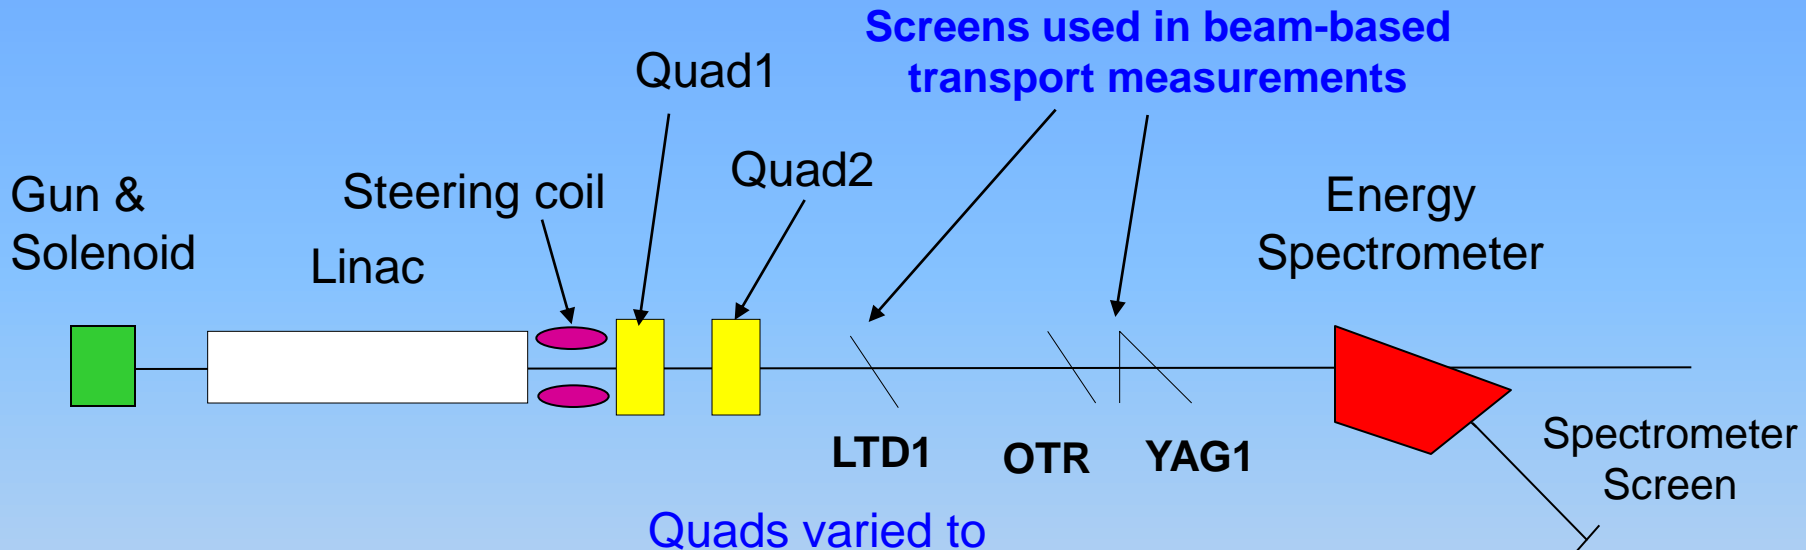 Screens used in beam-based
transport measurements
Quad1
Quad2
Steering coil
Gun &
Solenoid
Linac
Energy
Spectrometer
LTD1
OTR
YAG1
Spectrometer
Screen
Quads varied to